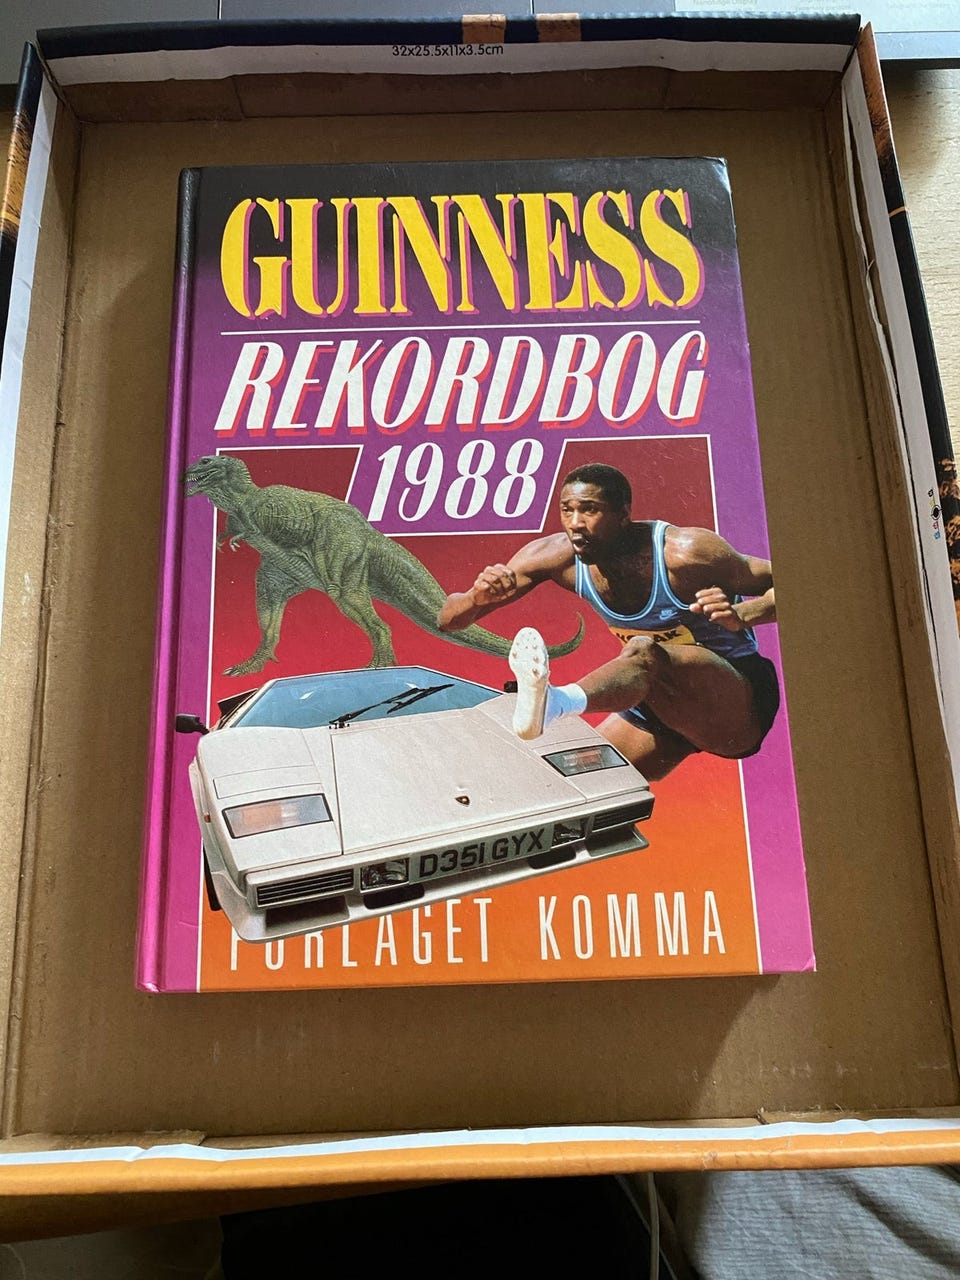 32x25.5x11x3.5cm
GUINNESS
REKORDBOG
1988
D351 GYX
FORLAGET KOMMA